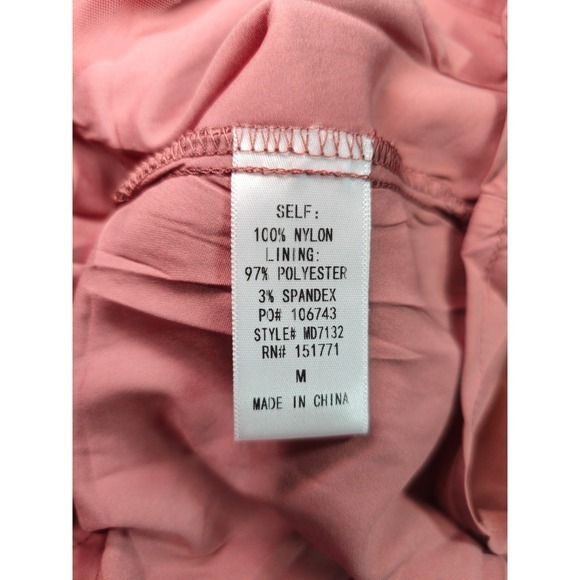 SELF:
100% NYLON
LINING:
97% POLYESTER
3% SPANDEX
PO# 106743
STYLE# MD7132
RN# 151771
M
MADE IN CHINA